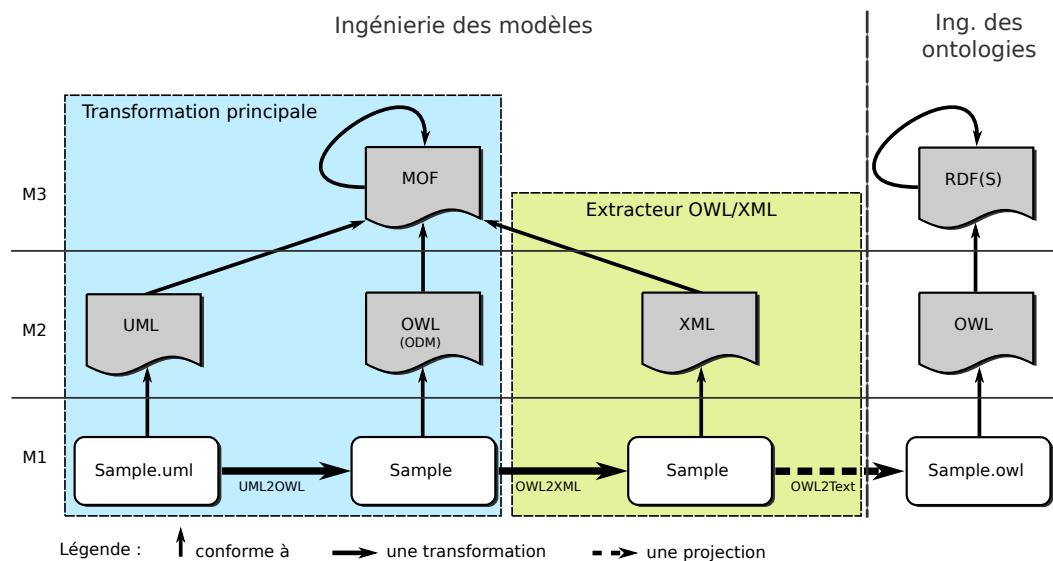 Ingénierie des modèles
Ing. des
ontologies
Transformation principale
M3
MOF
RDF(S)
Extracteur OWL/XML
M2
UML
OWL
(ODM)
XML
OWL
M1
Sample.uml
UML2OWL
Sample
OWL2XML
Sample
OWL2Text
Sample.owl
Légende :
conforme à
une transformation
une projection